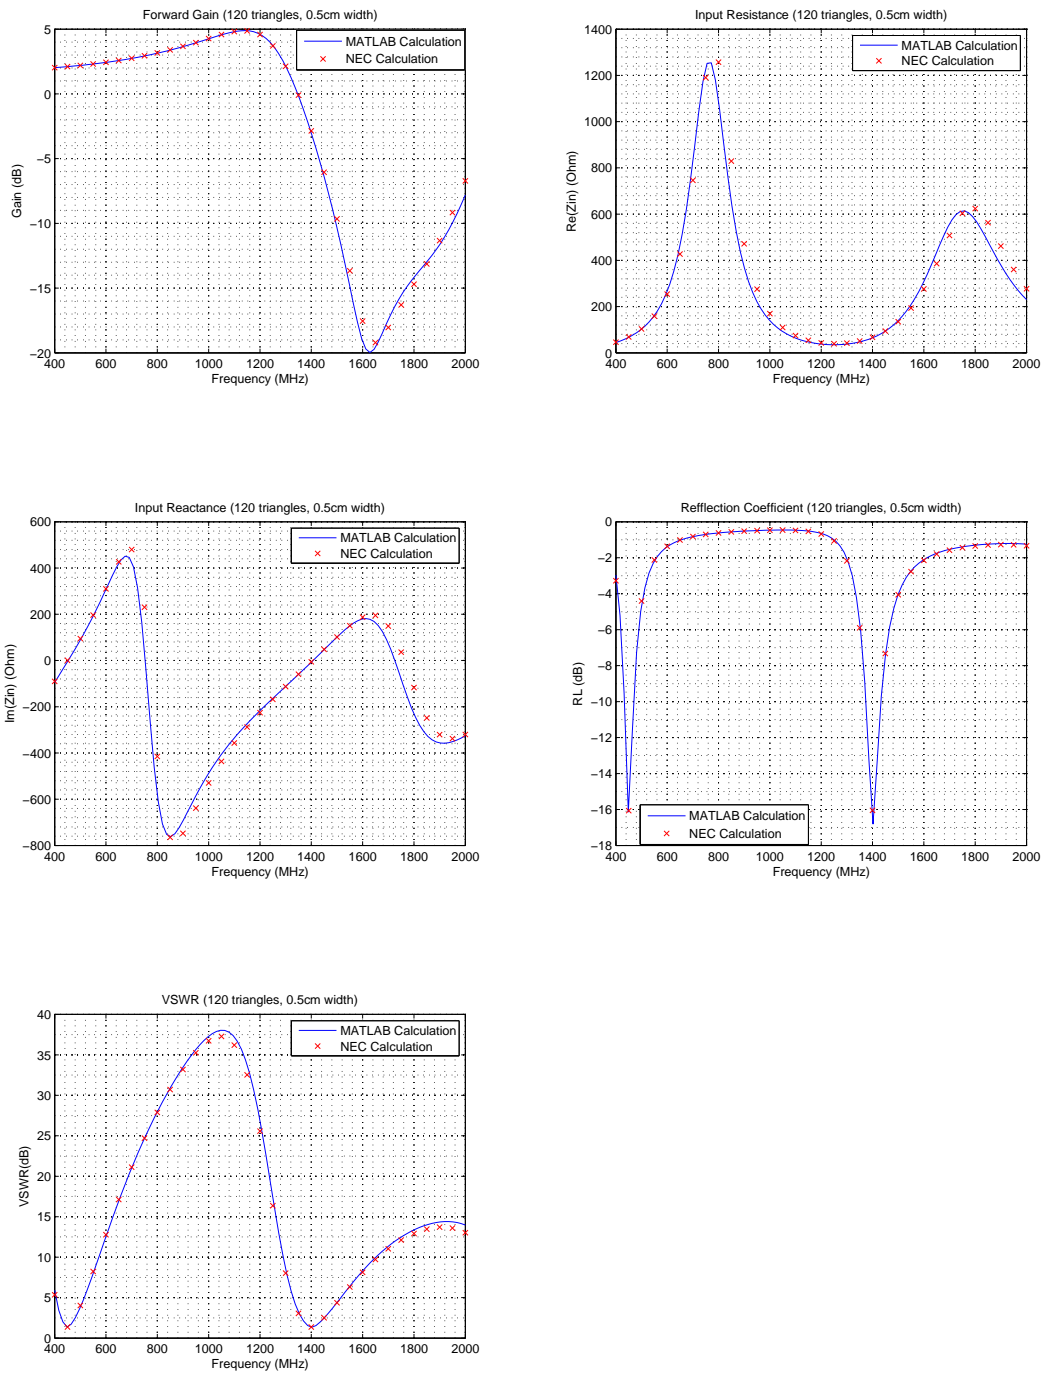 Forward Gain (120 triangles, 0.5cm width)
5
0
−5
−10
−15
−20
Gain (dB)
MATLAB Calculation
NEC Calculation
400 600 800 1000 1200 1400 1600 1800 2000
Frequency (MHz)
Input Resistance (120 triangles, 0.5cm width)
1400
1200
1000
800
600
400
200
0
Re(Zin) (Ohm)
MATLAB Calculation
NEC Calculation
400 600 800 1000 1200 1400 1600 1800 2000
Frequency (MHz)
Input Reactance (120 triangles, 0.5cm width)
600
400
200
0
−200
−400
−600
−800
Im(Zin) (Ohm)
MATLAB Calculation
NEC Calculation
400 600 800 1000 1200 1400 1600 1800 2000
Frequency (MHz)
Refflection Coefficient (120 triangles, 0.5cm width)
0
−2
−4
−6
−8
−10
−12
−14
−16
−18
RL (dB)
MATLAB Calculation
NEC Calculation
400 600 800 1000 1200 1400 1600 1800 2000
Frequency (MHz)
VSWR (120 triangles, 0.5cm width)
40
35
30
25
20
15
10
5
0
VSWR(dB)
MATLAB Calculation
NEC Calculation
400 600 800 1000 1200 1400 1600 1800 2000
Frequency (MHz)